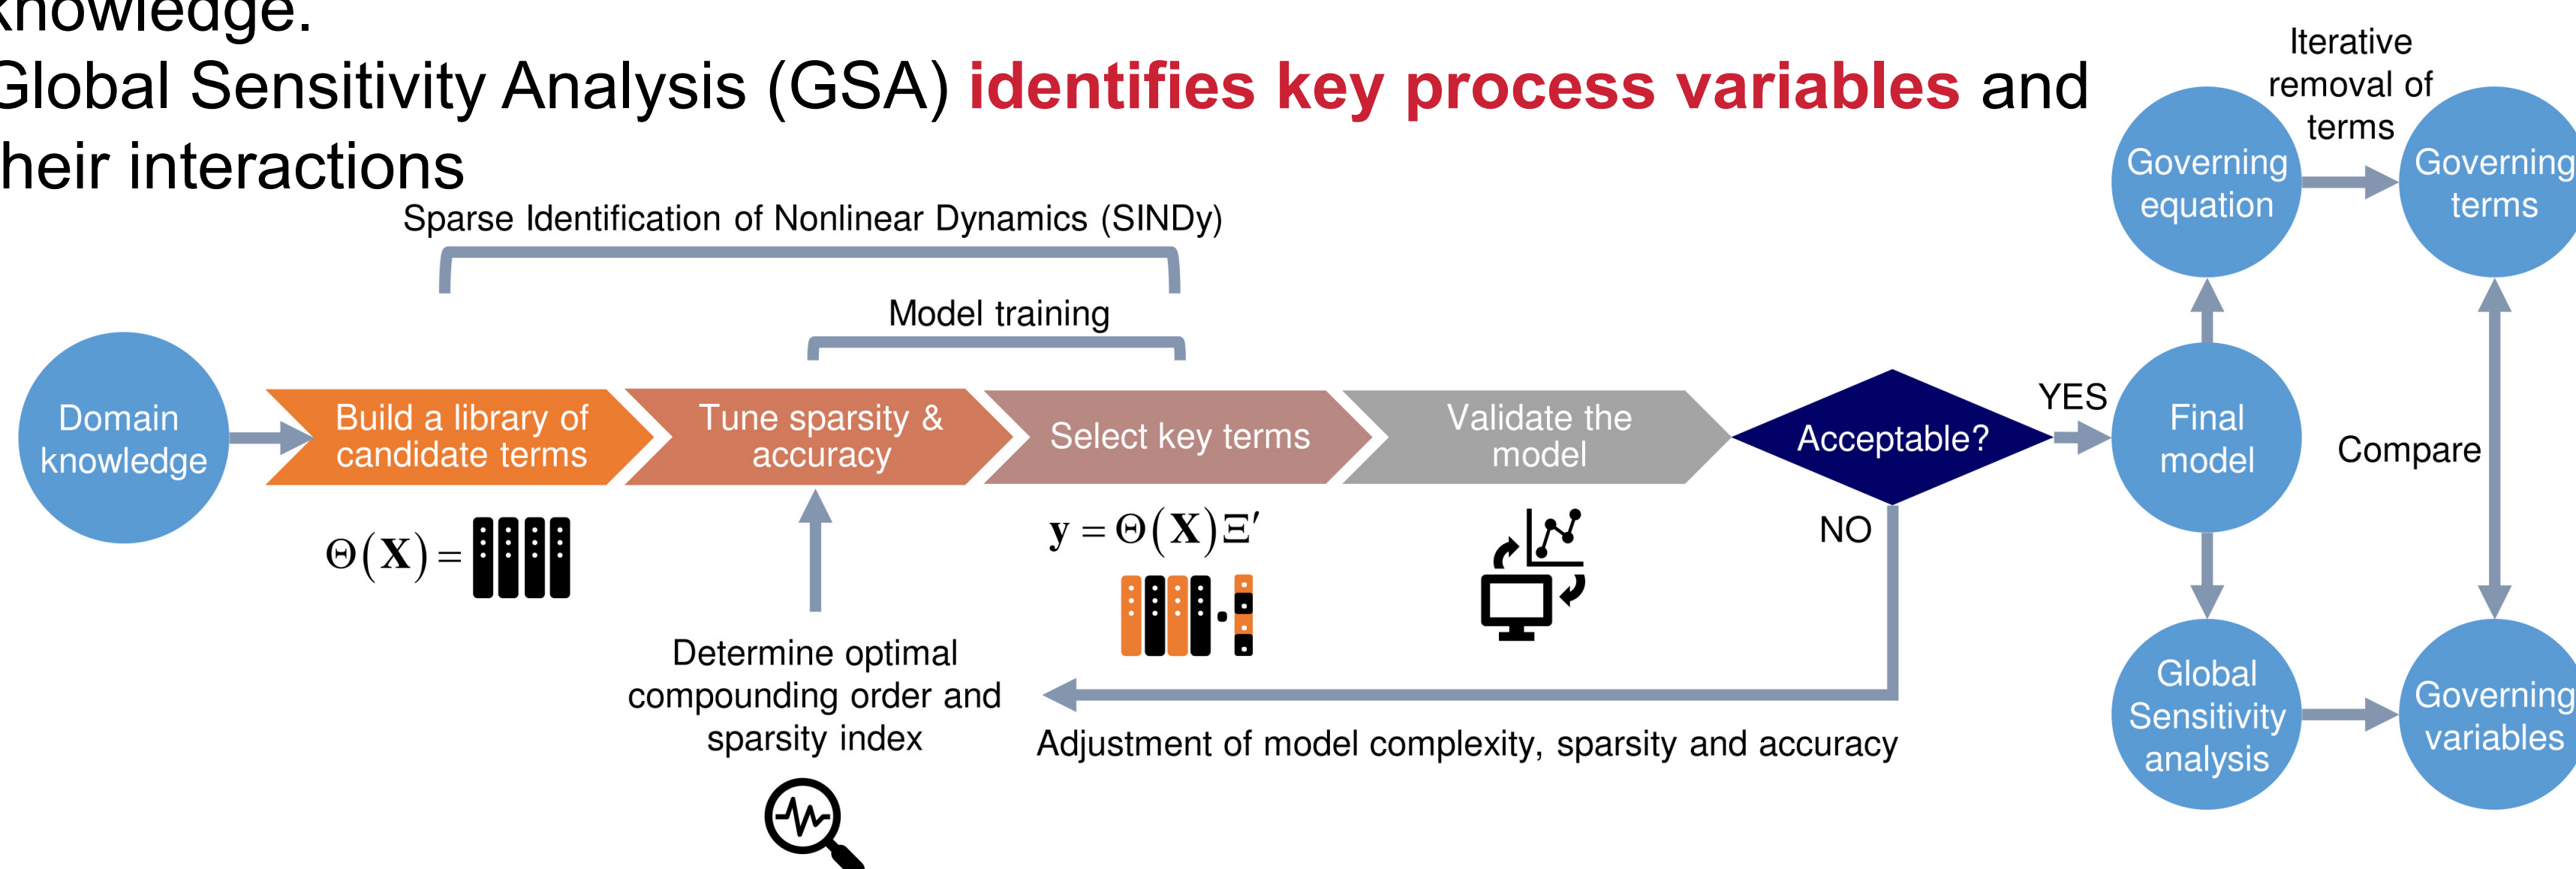 knowledge.
Global Sensitivity Analysis (GSA) identifies key process variables and
their interactions
Sparse Identification of Nonlinear Dynamics (SINDy)
Model training
Domain
knowledge
Build a library of
candidate terms
Tune sparsity &
accuracy
Select key terms
Validate the
model
Acceptable?
YES
NO
Final
model
Θ(X) =
y = Θ(X)Ξ′
Determine optimal
compounding order and
sparsity index
Adjustment of model complexity, sparsity and accuracy
Governing
equation
Iterative
removal of
terms
Governing
terms
Compare
Global
Sensitivity
analysis
Governing
variables